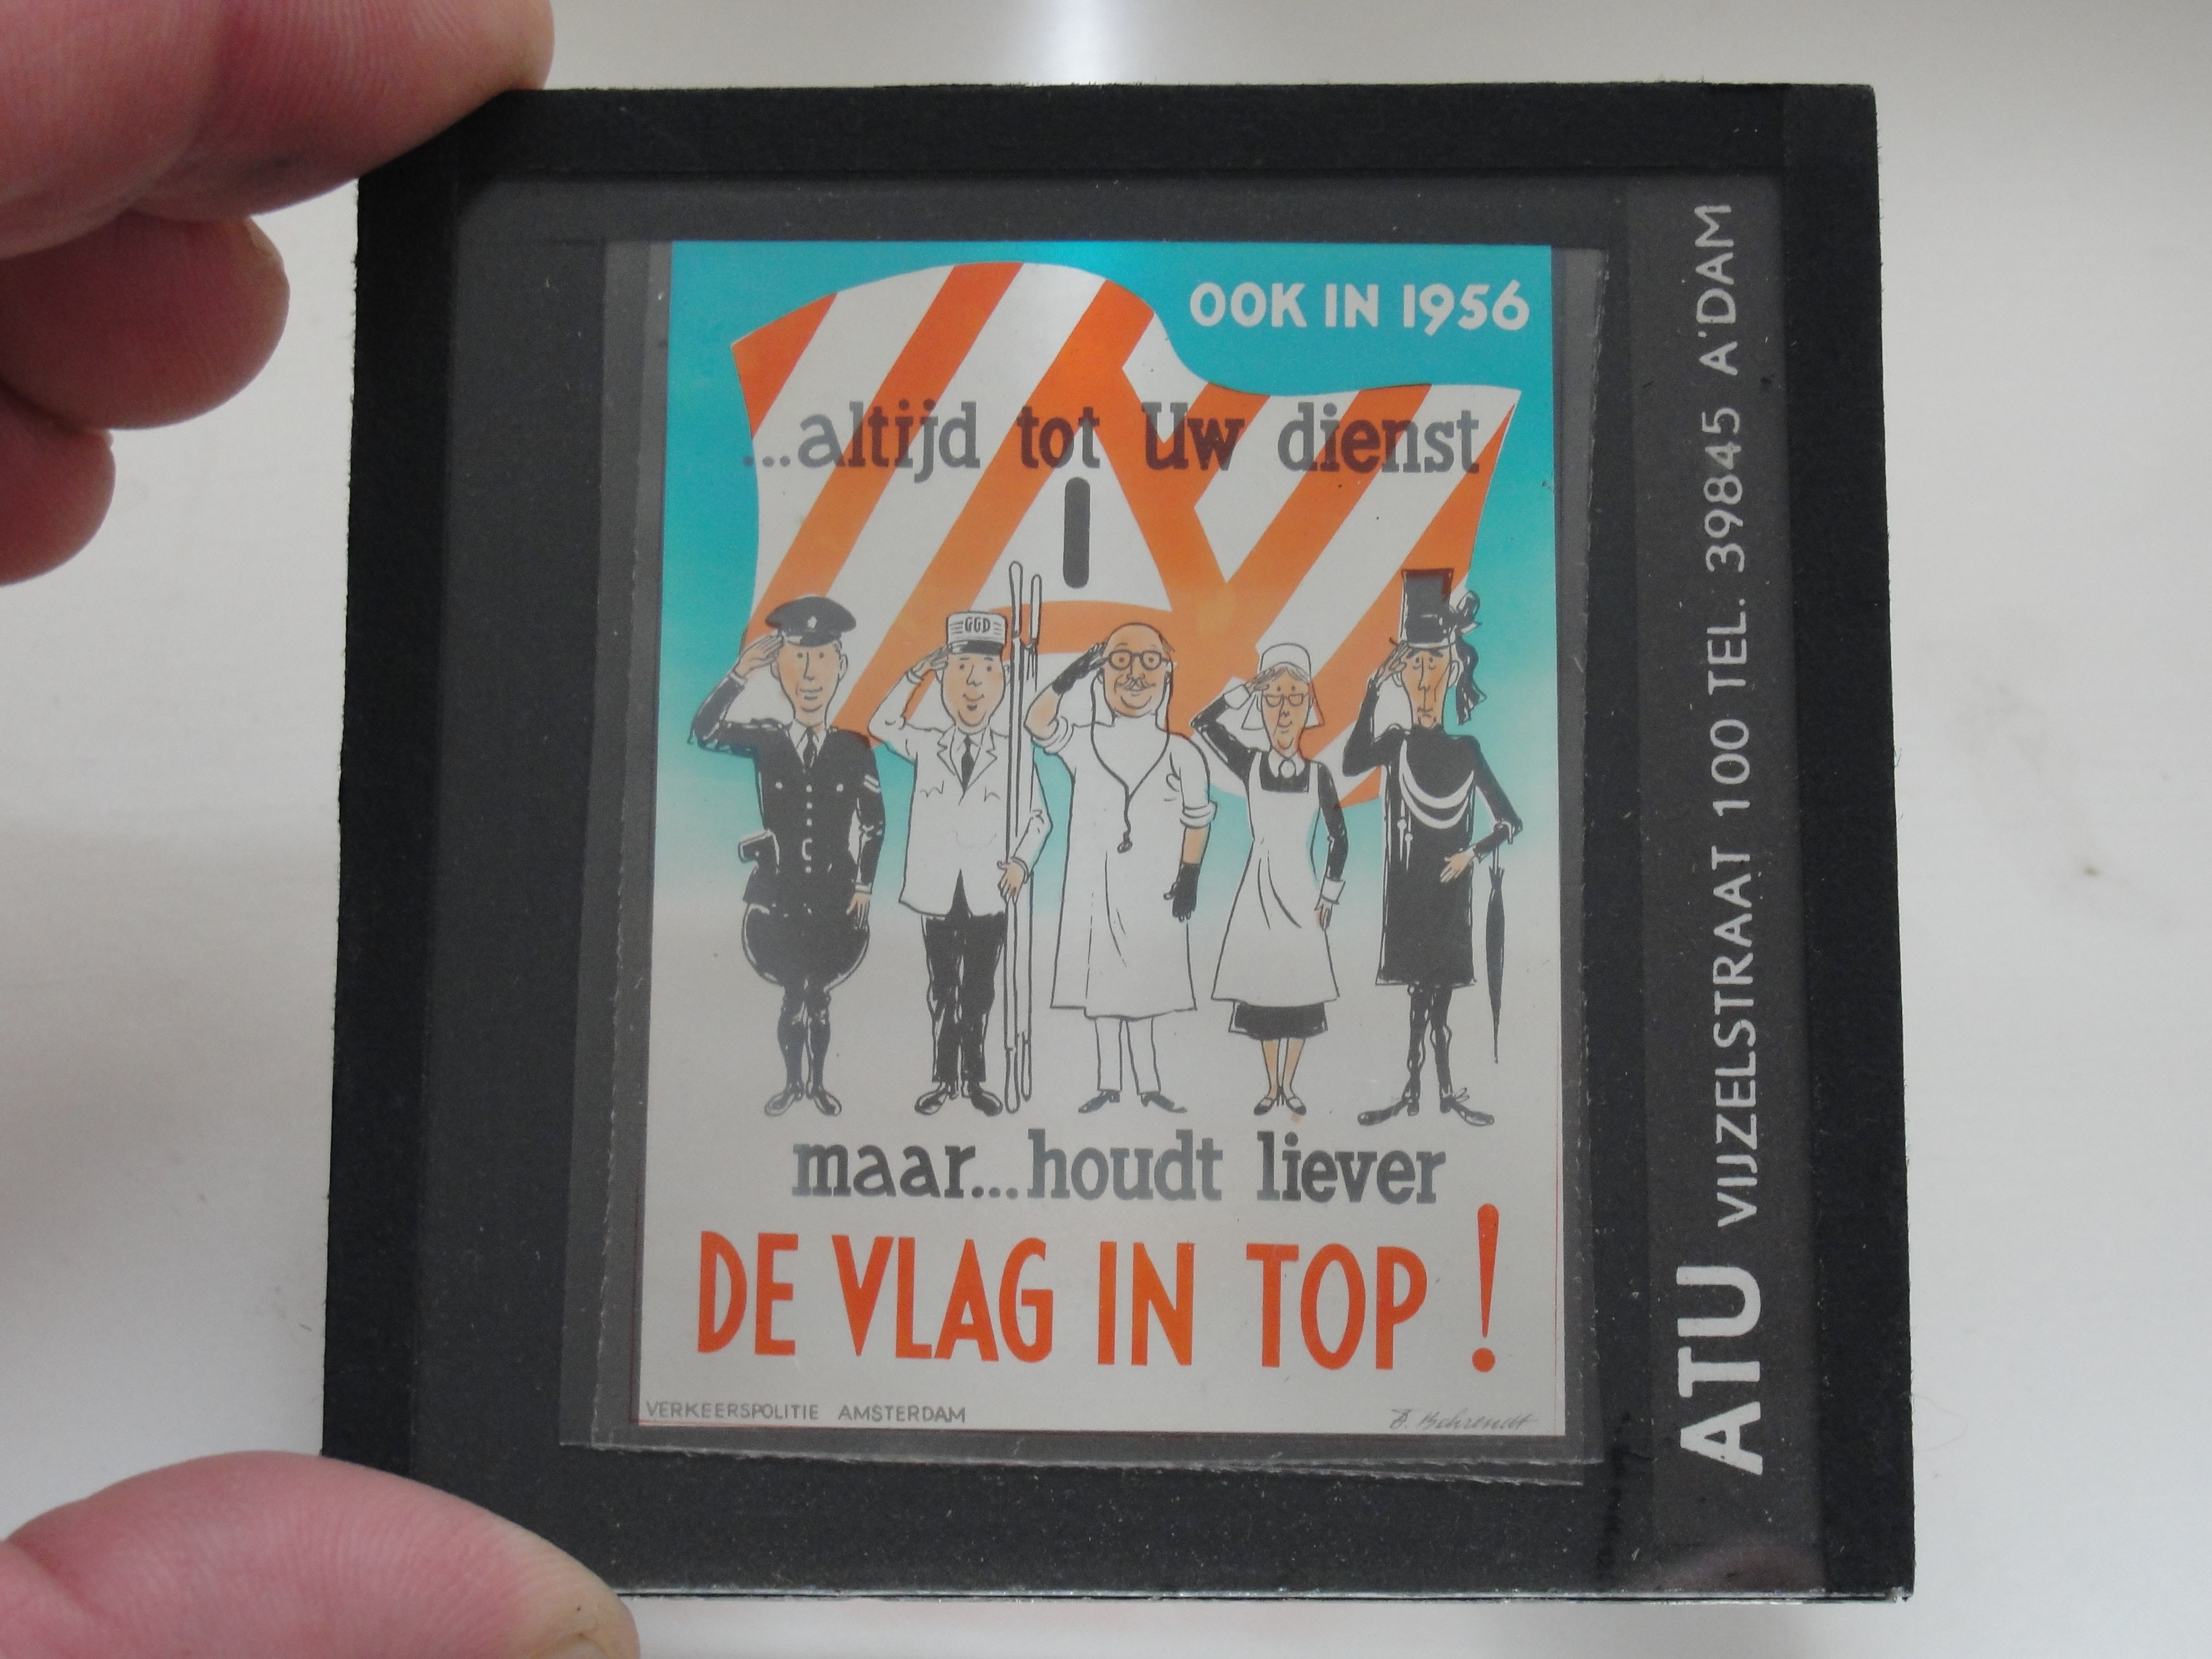 OOK IN 1956
...altijd tot Uw dienst
GGD
maar...houdt liever
DE VLAG IN TOP!
VERKEERSPOLITIE AMSTERDAM
B. Behrendt
ATU VIJZELSTRAAT 100 TEL. 39845 A'DAM